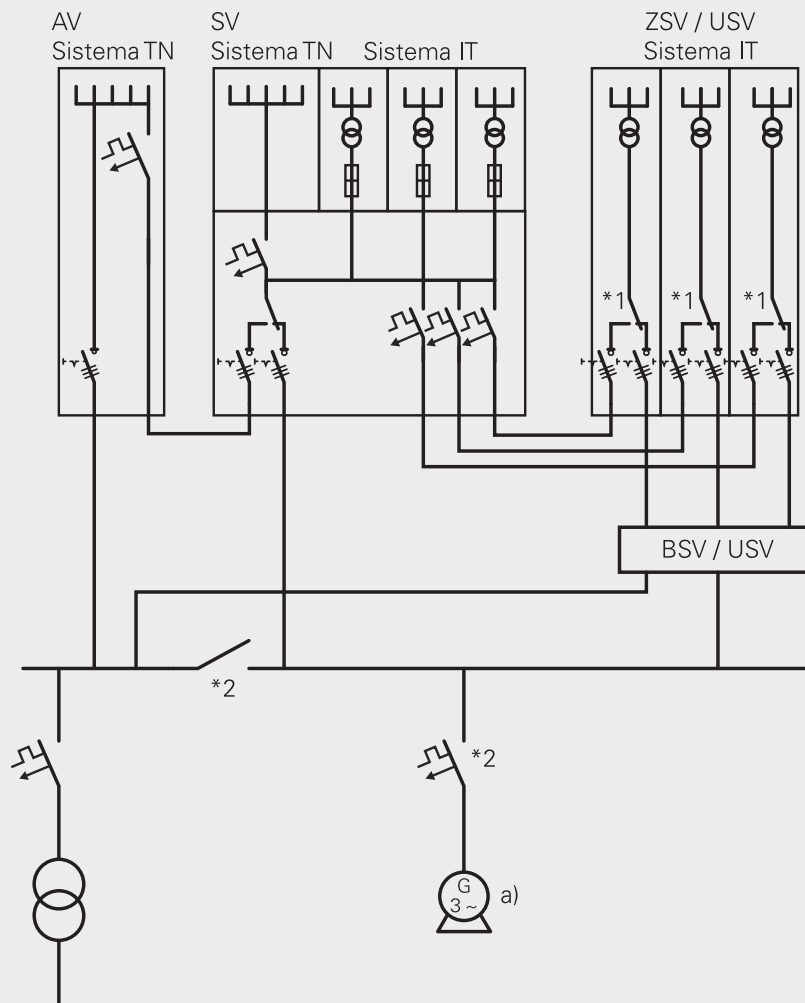 AV
Sistema TN
SV
Sistema TN
Sistema IT
ZSV / USV
Sistema IT
*1
*1
*1
BSV / USV
*2
*2
G
3 ~
a)